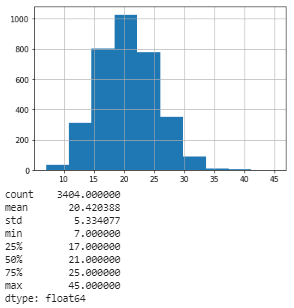 1000
800
600
400
200
0
10 15 20 25 30 35 40 45
count 3404.000000
mean 20.420388
std 5.334077
min 7.000000
25% 17.000000
50% 21.000000
75% 25.000000
max 45.000000
dtype: float64